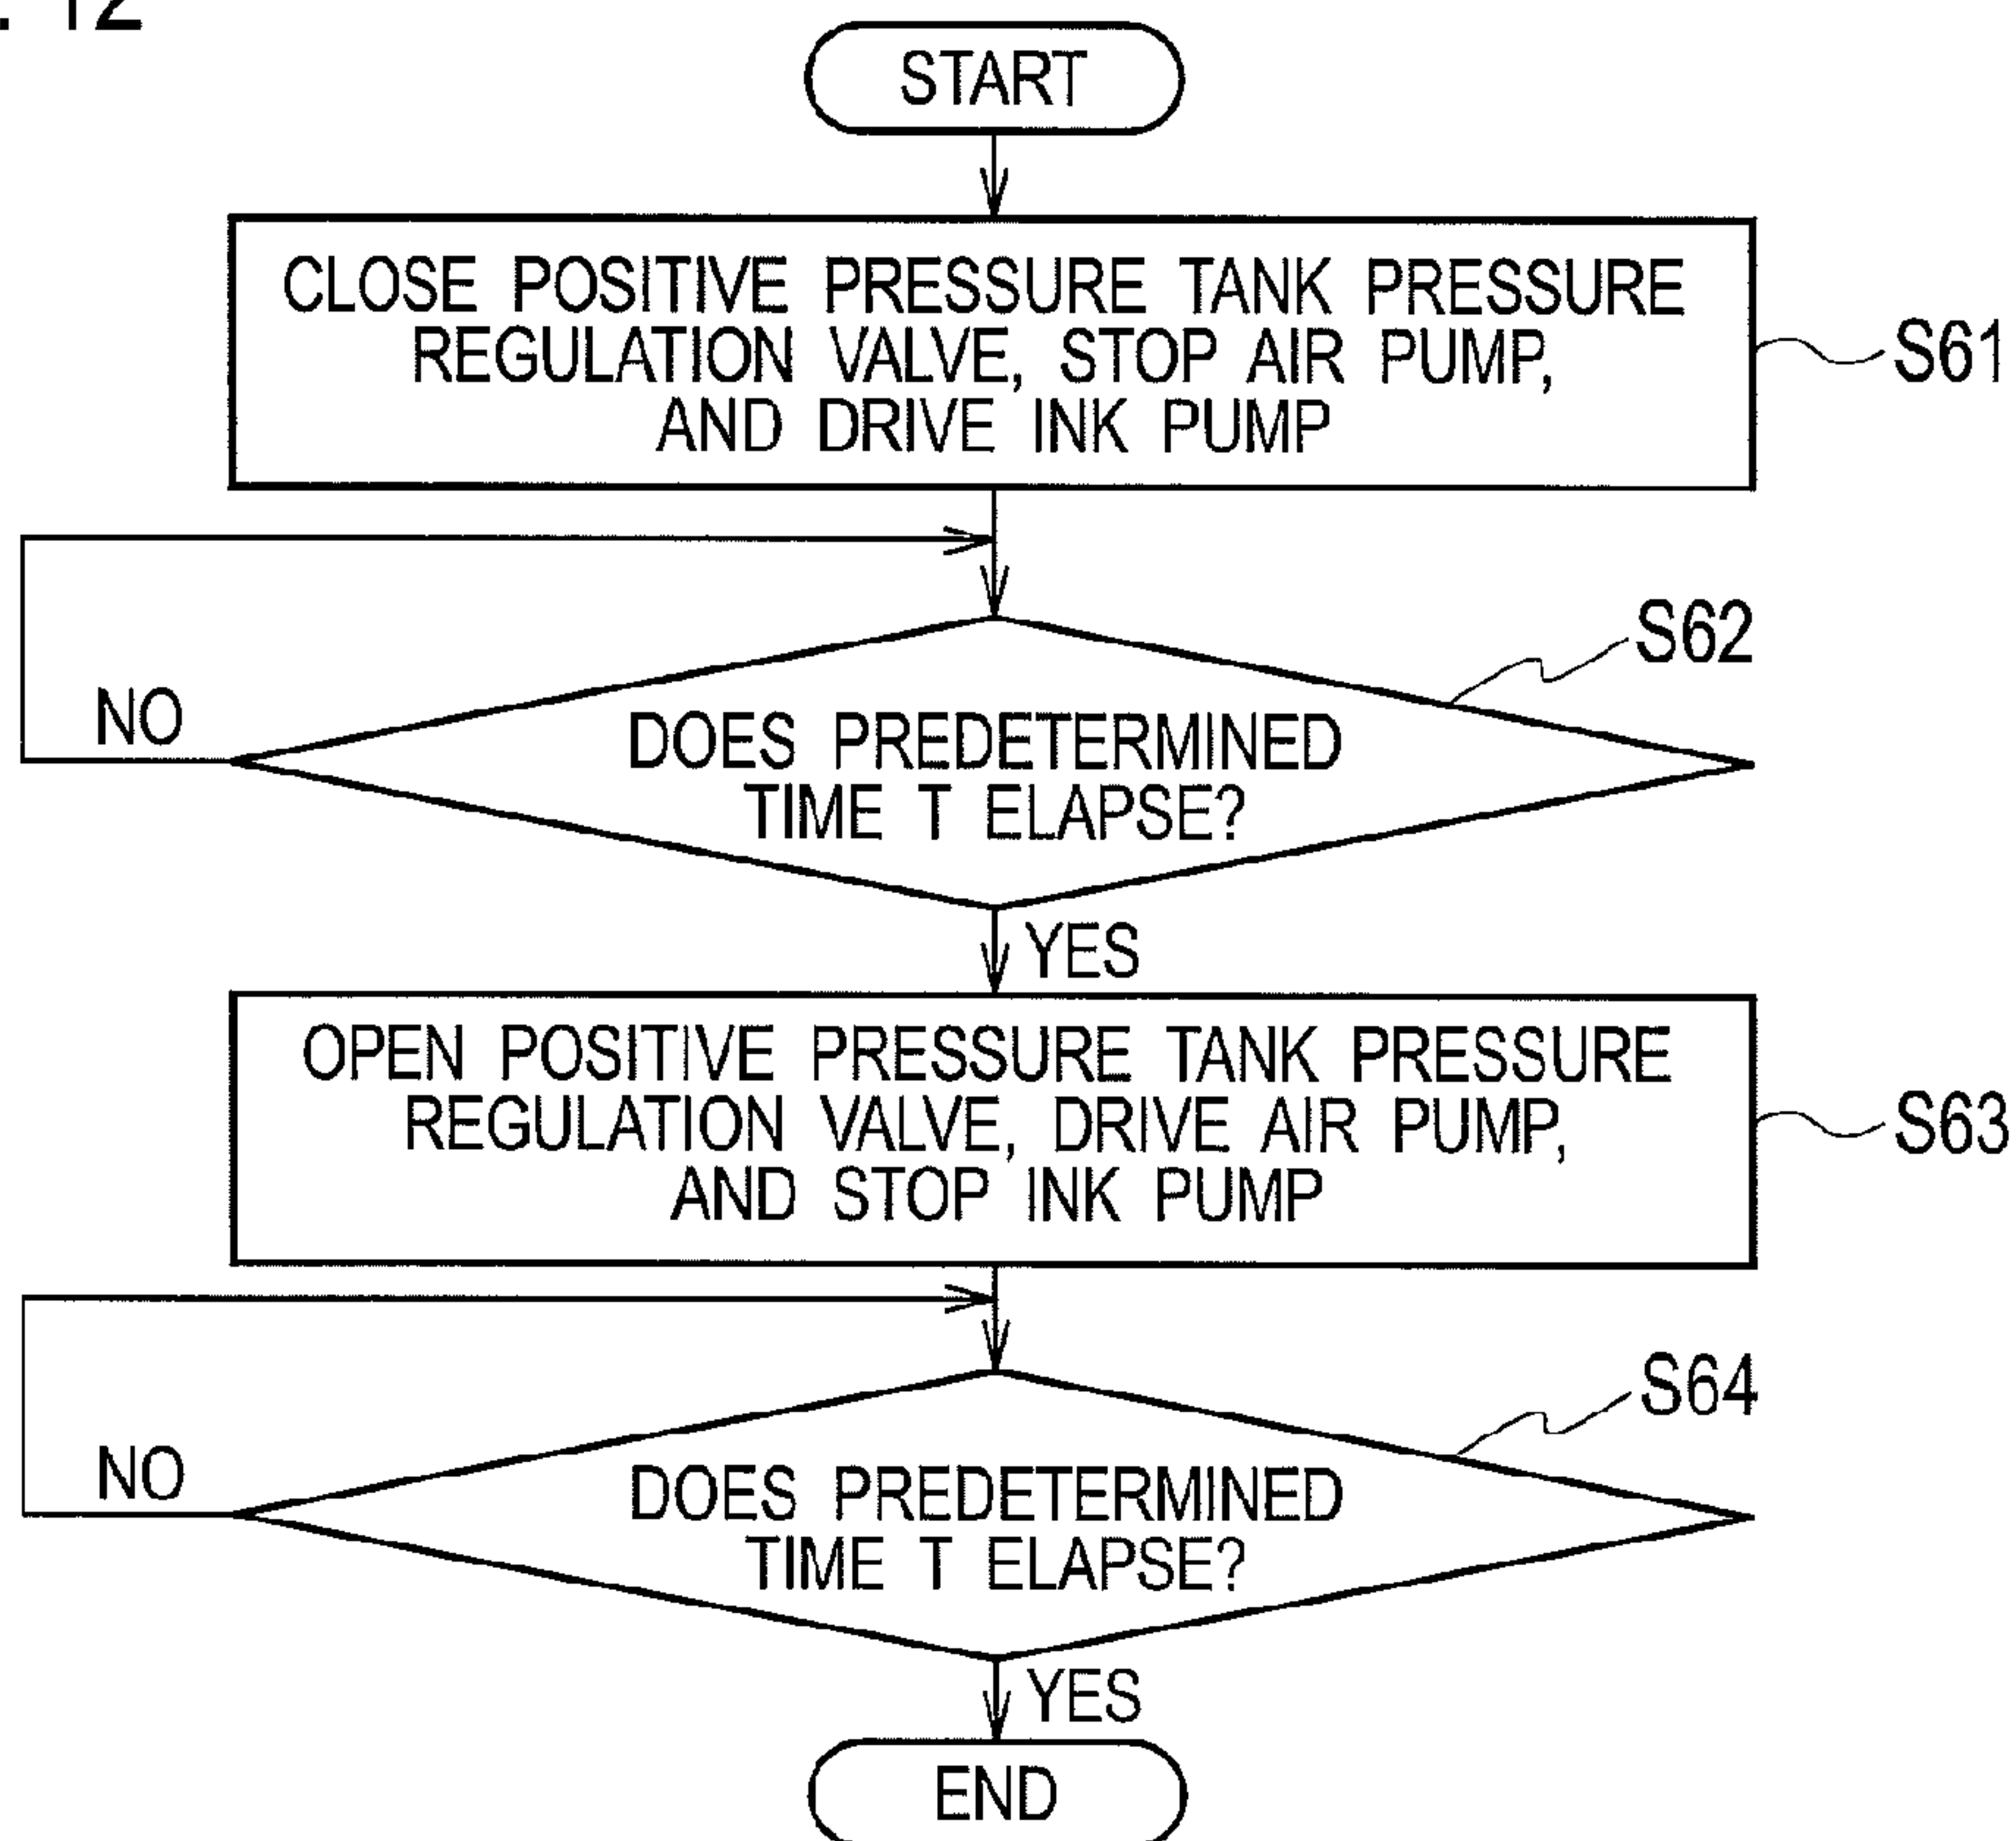 . 12
START
CLOSE POSITIVE PRESSURE TANK PRESSURE
REGULATION VALVE, STOP AIR PUMP,
AND DRIVE INK PUMP
S61
S62
NO
DOES PREDETERMINED
TIME T ELAPSE?
YES
OPEN POSITIVE PRESSURE TANK PRESSURE
REGULATION VALVE, DRIVE AIR PUMP,
AND STOP INK PUMP
S63
S64
NO
DOES PREDETERMINED
TIME T ELAPSE?
YES
END